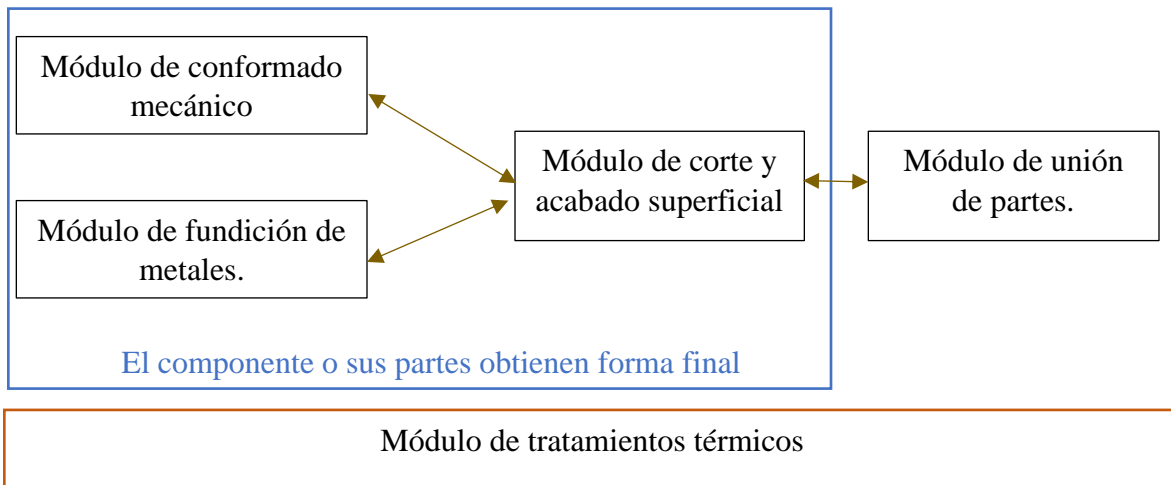 Módulo de conformado
mecánico
Módulo de fundición de
metales.
Módulo de corte y
acabado superficial
Módulo de unión
de partes.
El componente o sus partes obtienen forma final
Módulo de tratamientos térmicos